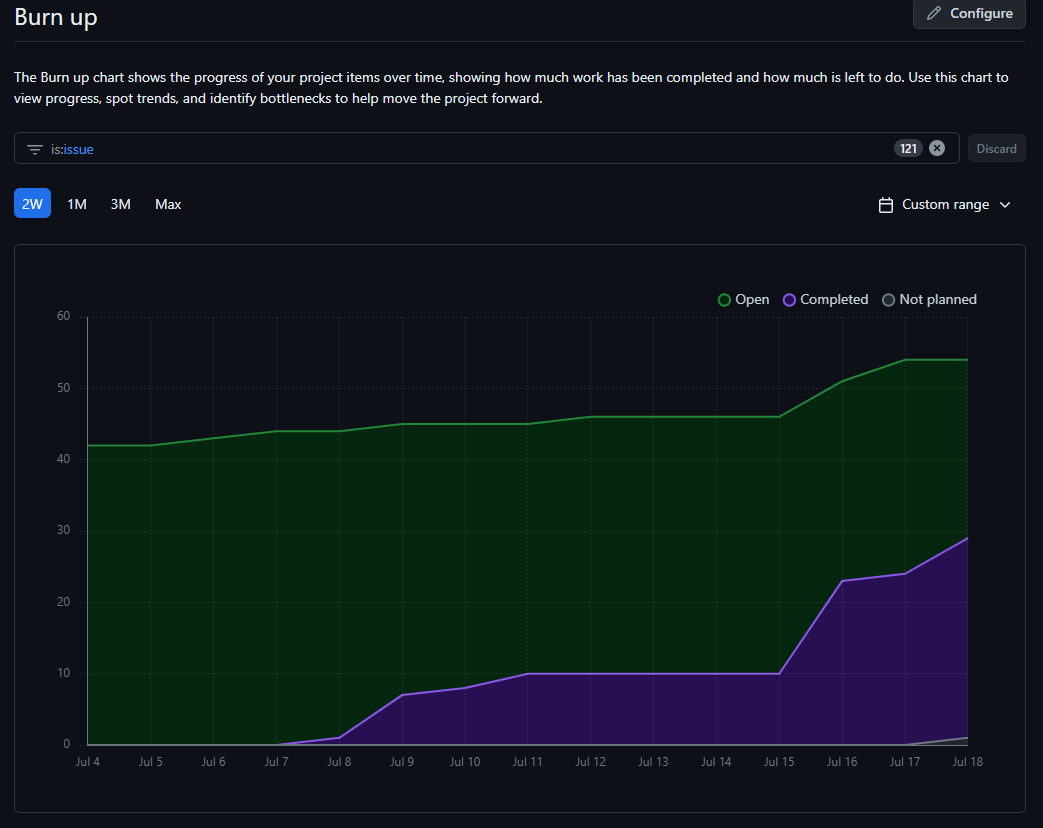 Burn up
Configure
The Burn up chart shows the progress of your project items over time, showing how much work has been completed and how much is left to do. Use this chart to
view progress, spot trends, and identify bottlenecks to help move the project forward.
is:issue
121
Discard
2W 1M 3M Max
Custom range
Open Completed Not planned
60
50
40
30
20
10
0
Jul 4 Jul 5 Jul 6 Jul 7 Jul 8 Jul 9 Jul 10 Jul 11 Jul 12 Jul 13 Jul 14 Jul 15 Jul 16 Jul 17 Jul 18